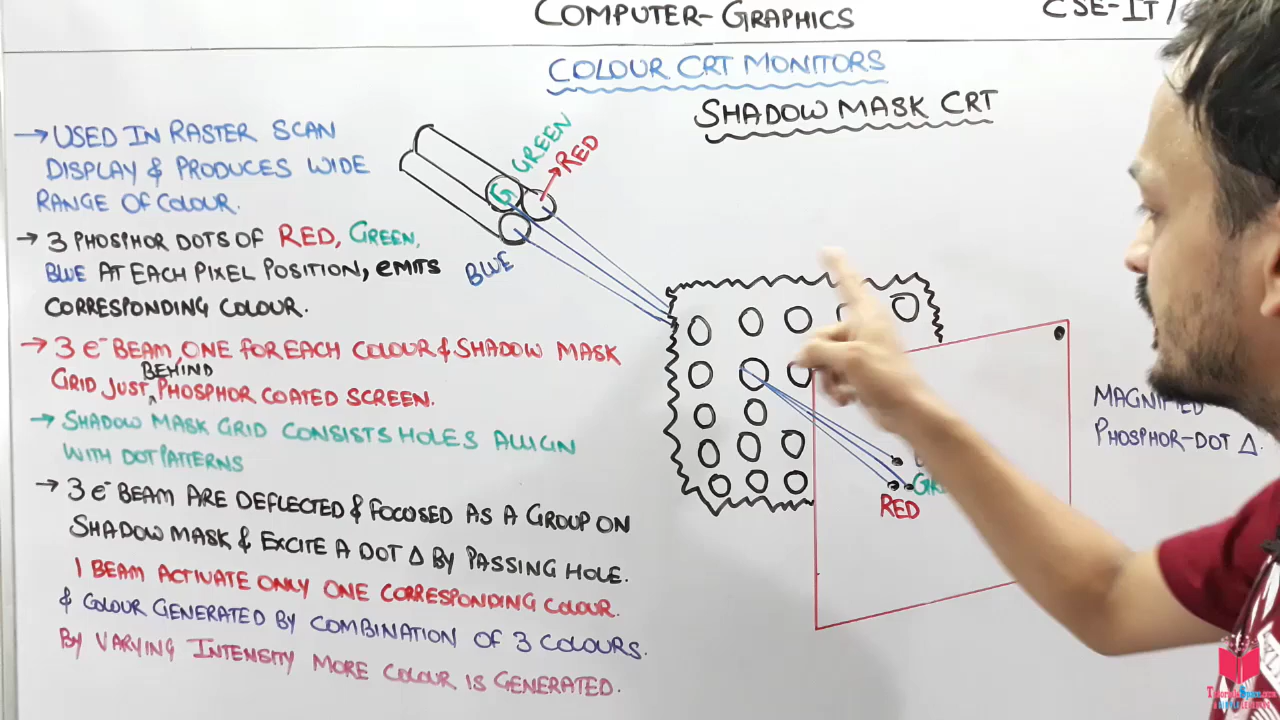 COMPUTER-GRAPHICS
CSE-IT/
COLOUR CRT MONITORS
SHADOW MASK CRT
→ USED IN RASTER SCAN
DISPLAY & PRODUCES WIDE
RANGE OF COLOUR.
→ 3 PHOSPHOR DOTS OF RED, GREEN,
BLUE AT EACH PIXEL POSITION, EMITS
CORRESPONDING COLOUR.
→ 3 e⁻ BEAM, ONE FOR EACH COLOUR & SHADOW MASK
GRID JUST BEHIND PHOSPHOR COATED SCREEN.
→ SHADOW MASK GRID CONSISTS HOLES ALLIGN
WITH DOT PATTERNS
→ 3 e⁻ BEAM ARE DEFLECTED & FOCUSED AS A GROUP ON
SHADOW MASK & EXCITE A DOT Δ BY PASSING HOLE.
1 BEAM ACTIVATE ONLY ONE CORRESPONDING COLOUR.
& COLOUR GENERATED BY COMBINATION OF 3 COLOURS.
BY VARYING INTENSITY MORE COLOUR IS GENERATED.
GREEN
RED
G
BLUE
RED
MAGNIFIED
PHOSPHOR-DOT Δ.